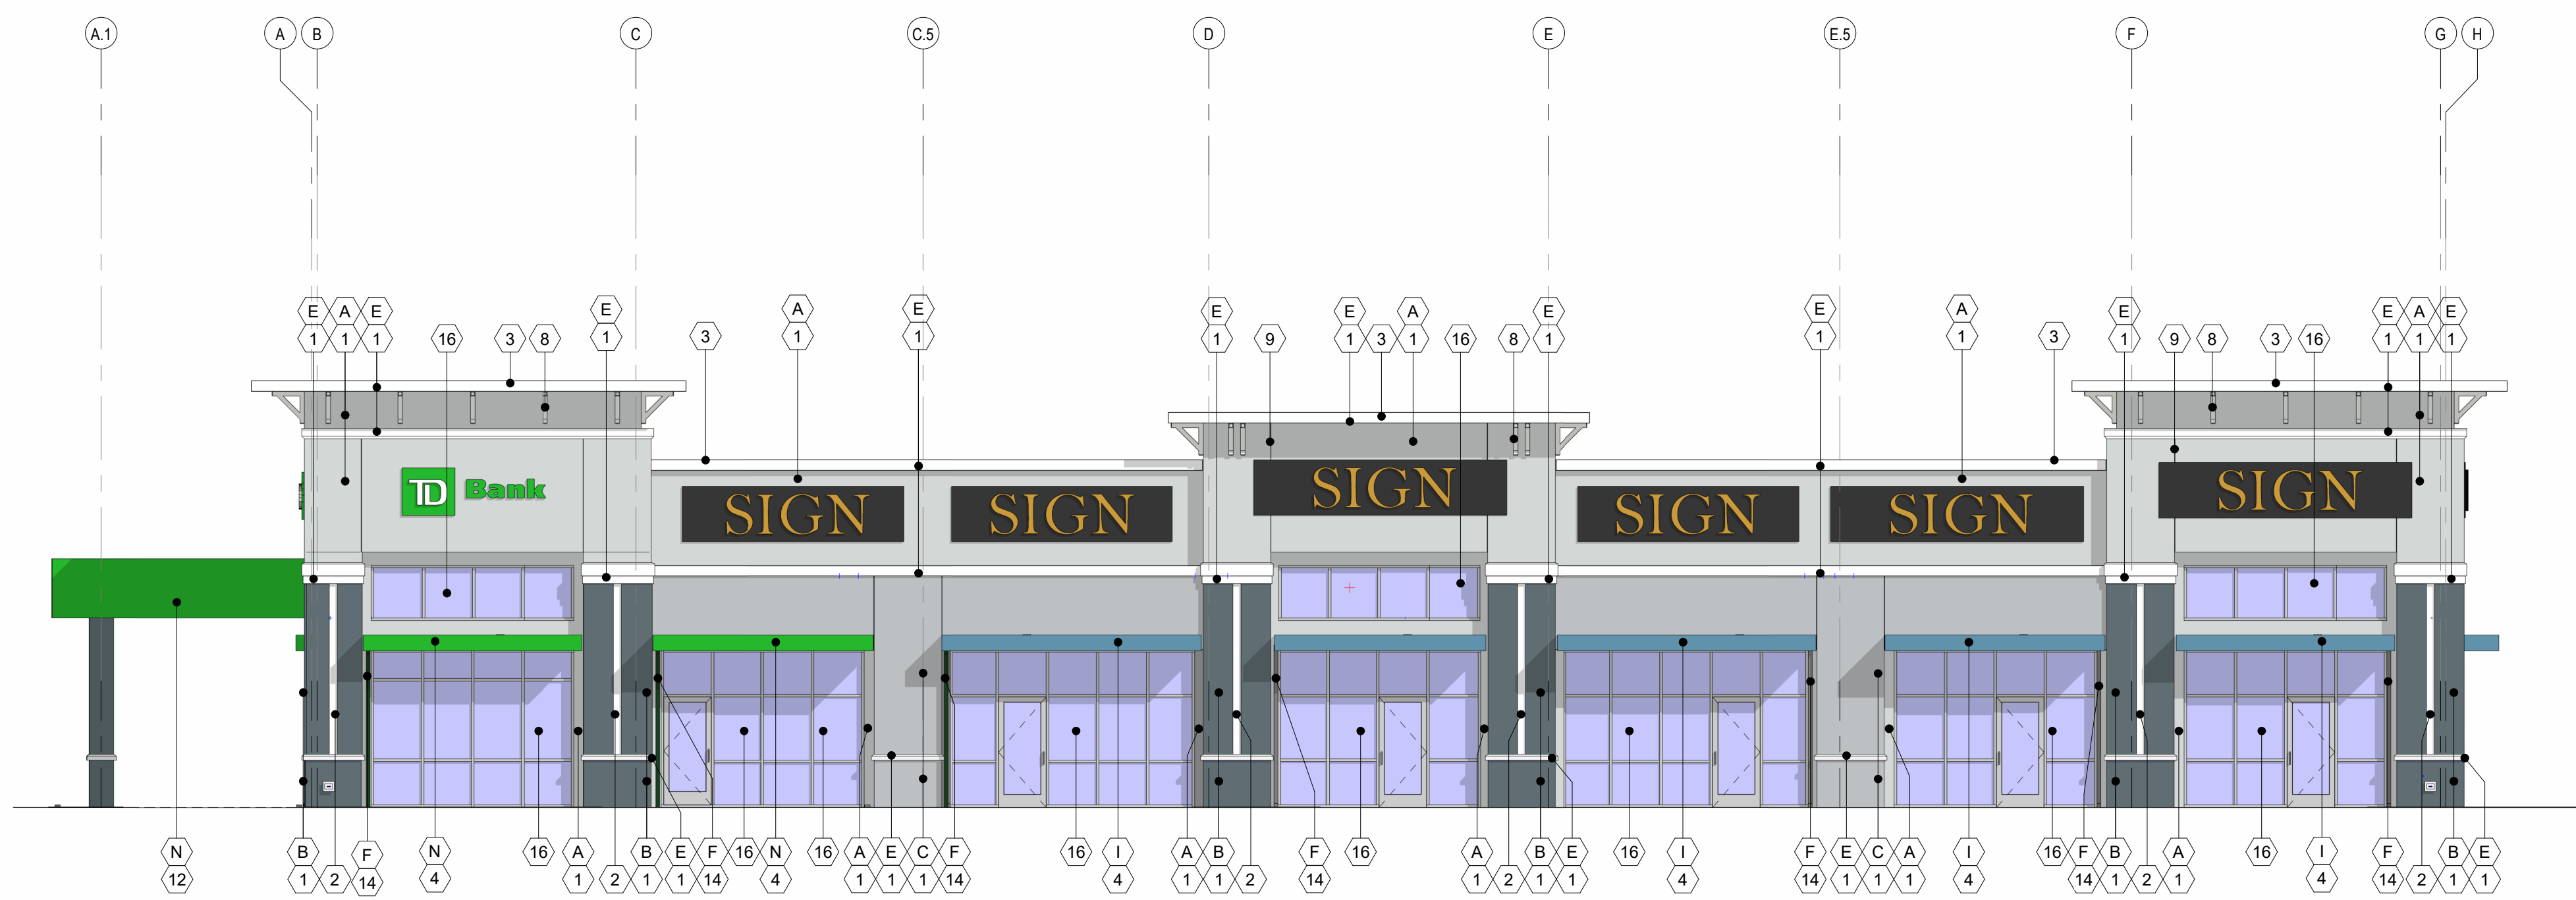 A.1 A B C C.5 D E E.5 F G H
E A E E A E E E A E E A E E A E
1 1 1 16 3 8 1 3 1 1 1 9 1 3 1 16 8 1 1 1 3 1 9 8 3 16 1 1 1
TD Bank
SIGN SIGN SIGN SIGN SIGN SIGN
N B F N A B E F N A E C F I A B F A B E I F E C A I F B A I F B E
12 1 2 14 4 16 1 2 1 1 14 16 4 16 1 1 1 14 16 4 1 1 2 14 16 1 2 1 1 16 4 14 1 1 1 4 16 14 1 2 1 16 4 14 2 1 1